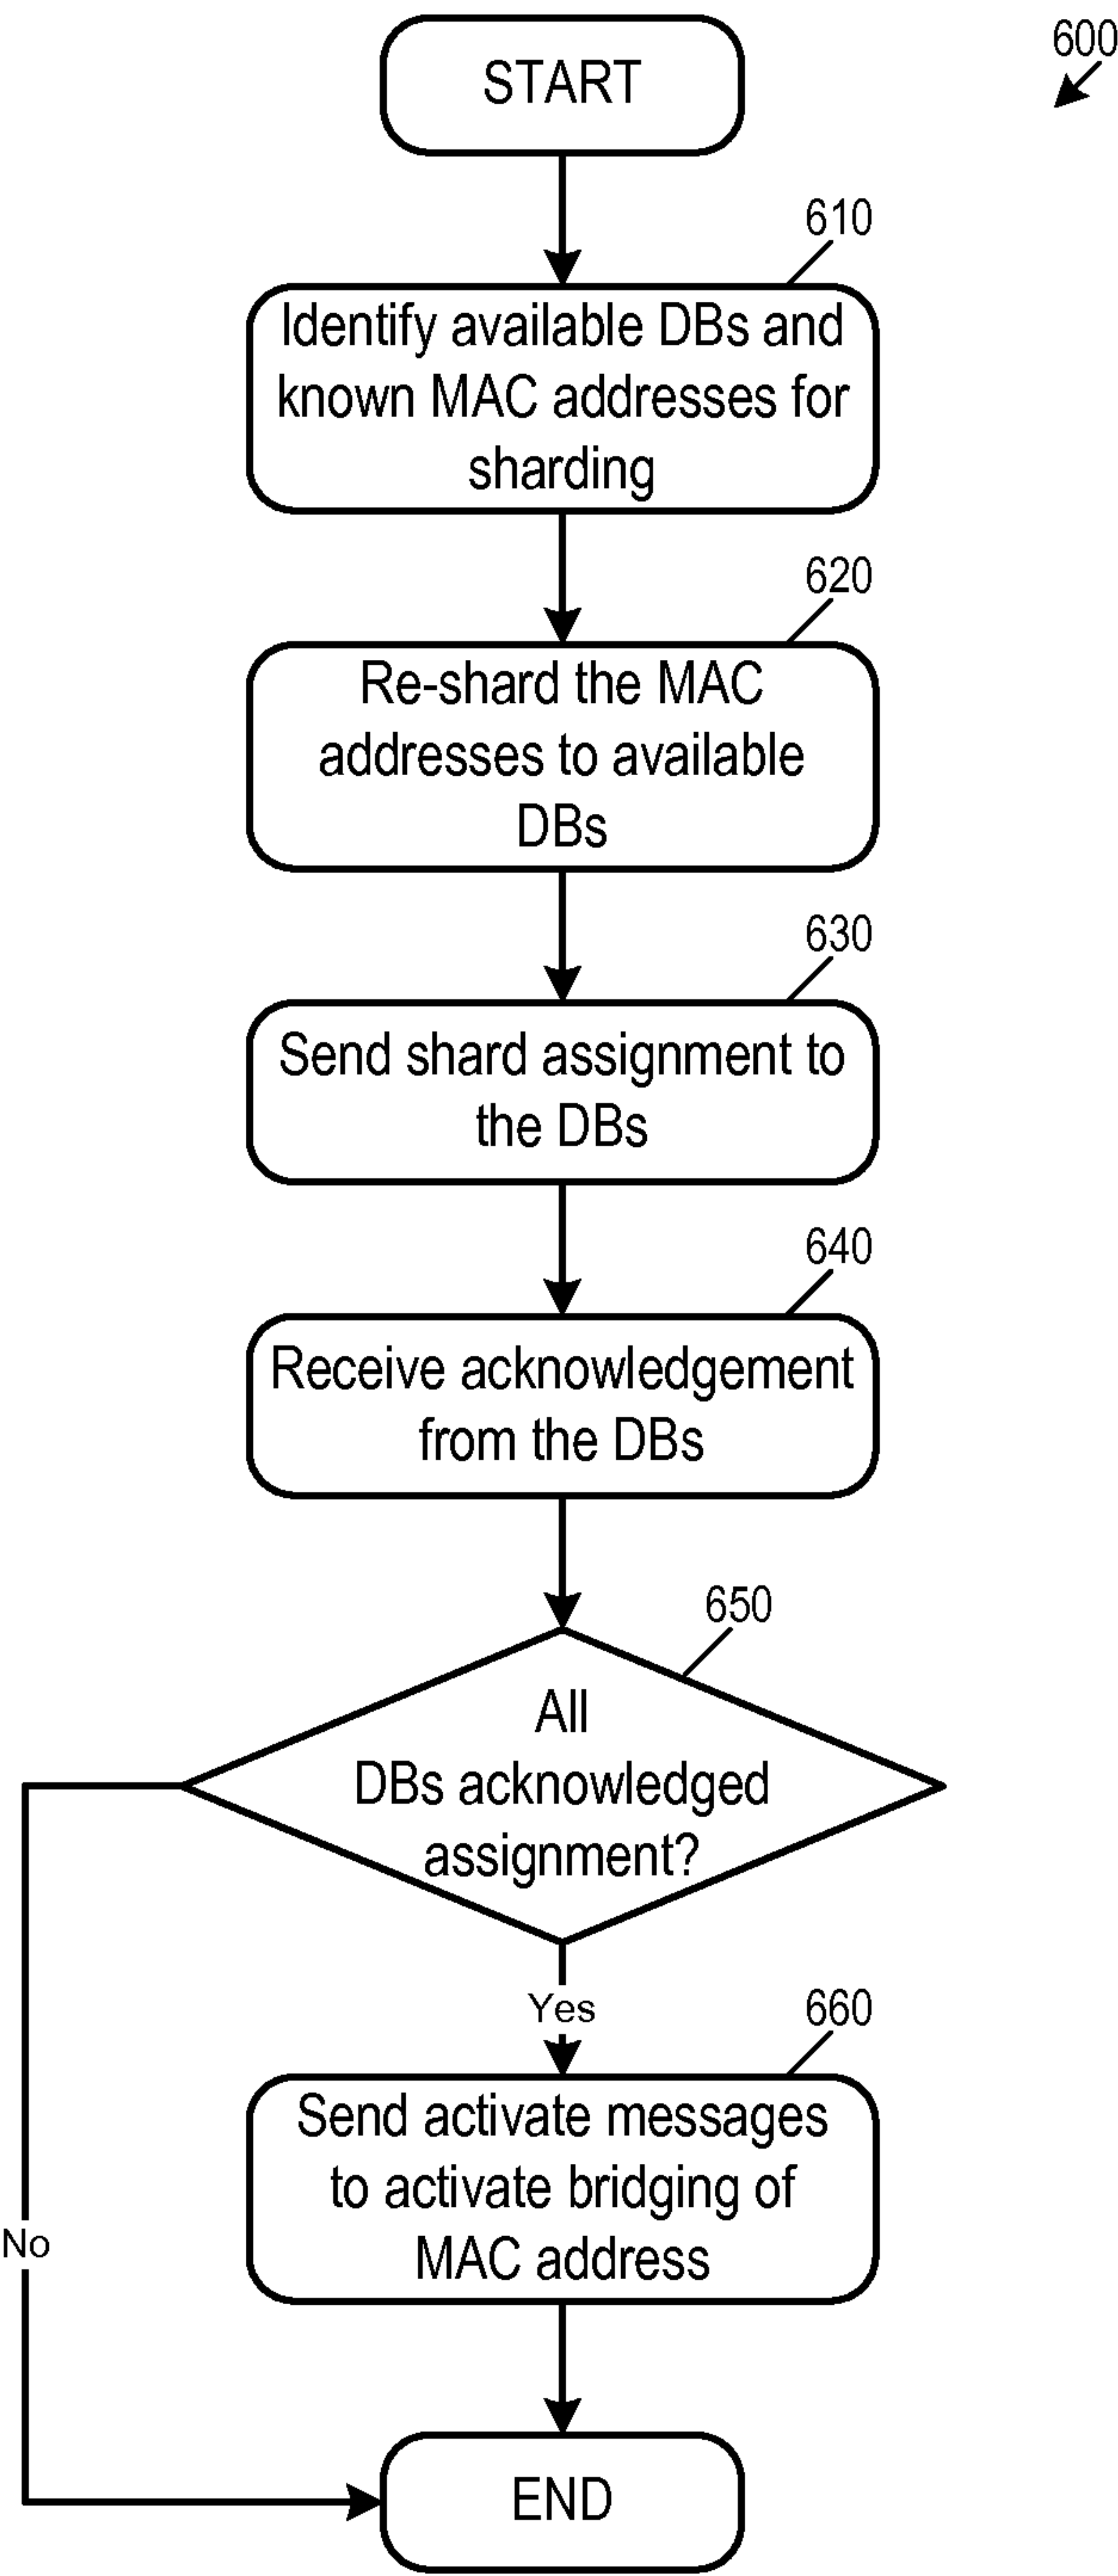 600
START
610
Identify available DBs and
known MAC addresses for
sharding
620
Re-shard the MAC
addresses to available
DBs
630
Send shard assignment to
the DBs
640
Receive acknowledgement
from the DBs
650
All
DBs acknowledged
assignment?
Yes
660
Send activate messages
to activate bridging of
MAC address
No
END